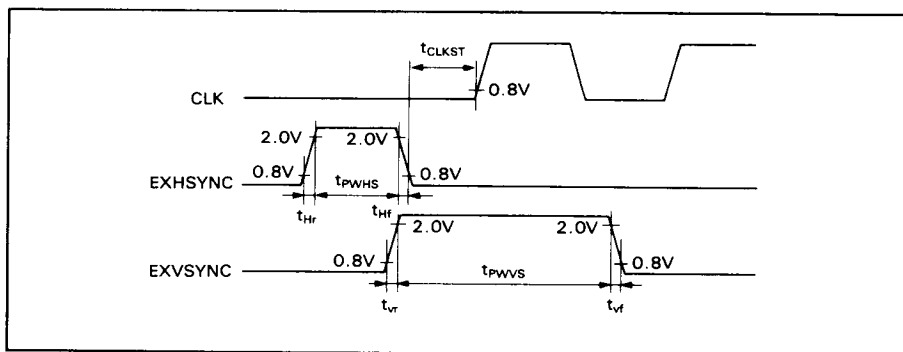 tCLKST
0.8V
CLK
2.0V 2.0V
0.8V tPWHS 0.8V
EXHSYNC
tHr tHf
2.0V 2.0V
0.8V tPWVS 0.8V
EXVSYNC
tvr tvf